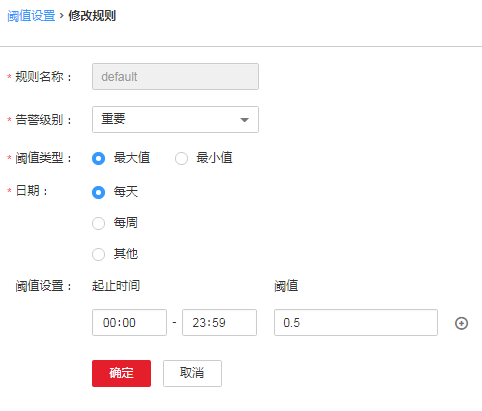 阈值设置 > 修改规则
* 规则名称： default
* 告警级别： 重要
* 阈值类型： 最大值 最小值
* 日期： 每天
每周
其他
阈值设置： 起止时间 阈值
00:00 - 23:59 0.5
确定 取消